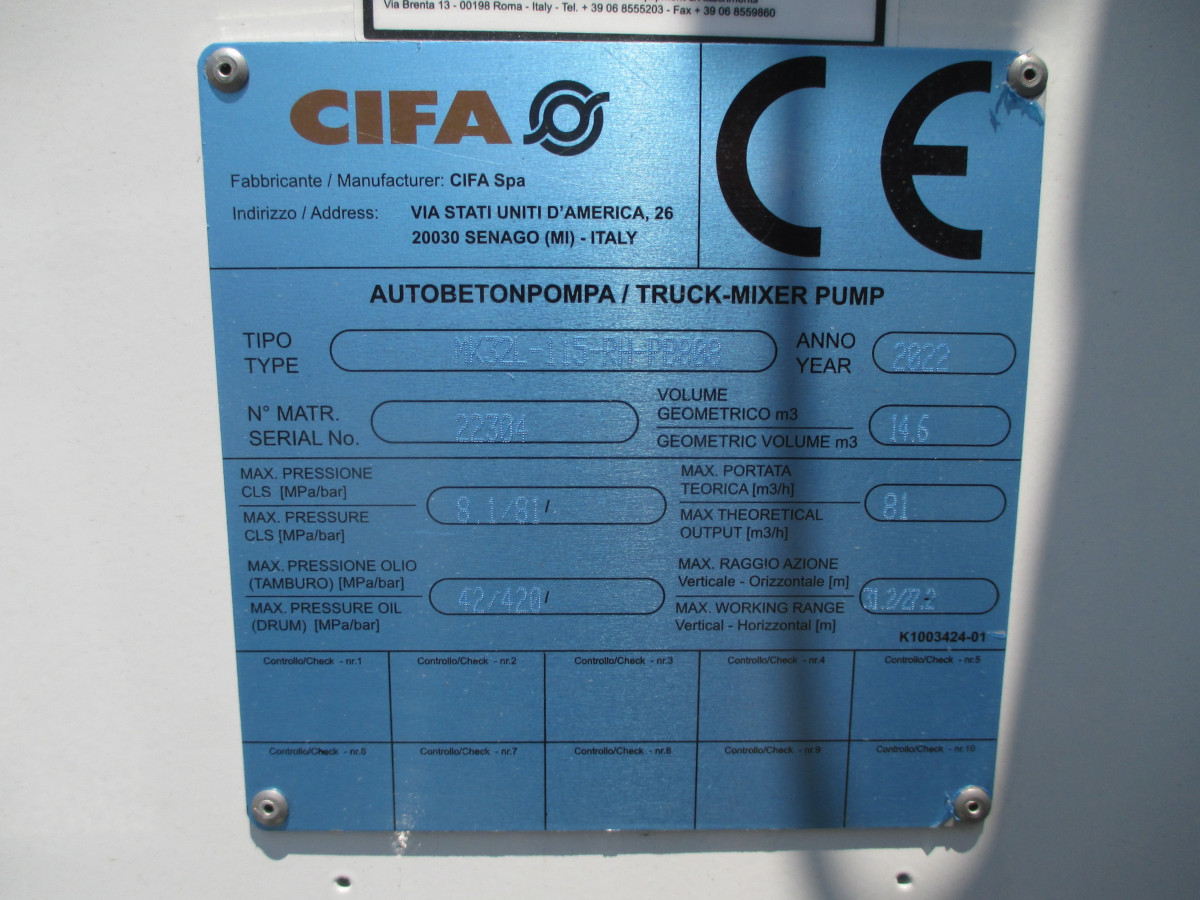 Via Brenta 13 - 00198 Roma - Italy - Tel. + 39 06 8555203 - Fax + 39 06 8559860
CIFA
CE
Fabbricante / Manufacturer: CIFA Spa
Indirizzo / Address: VIA STATI UNITI D'AMERICA, 26
20030 SENAGO (MI) - ITALY
AUTOBETONPOMPA / TRUCK-MIXER PUMP
TIPO
TYPE
MK32L-115-RH-PB808
ANNO
YEAR
2022
N° MATR.
SERIAL No.
22304
VOLUME
GEOMETRICO m3
GEOMETRIC VOLUME m3
14.6
MAX. PRESSIONE
CLS [MPa/bar]
MAX. PRESSURE
CLS [MPa/bar]
8.1/81/
MAX. PORTATA
TEORICA [m3/h]
MAX THEORETICAL
OUTPUT [m3/h]
81
MAX. PRESSIONE OLIO
(TAMBURO) [MPa/bar]
MAX. PRESSURE OIL
(DRUM) [MPa/bar]
42/420/
MAX. RAGGIO AZIONE
Verticale - Orizzontale [m]
MAX. WORKING RANGE
Vertical - Horizzontal [m]
31.2/27.2
K1003424-01
Controllo/Check - nr.1
Controllo/Check - nr.2
Controllo/Check - nr.3
Controllo/Check - nr.4
Controllo/Check - nr.5
Controllo/Check - nr.6
Controllo/Check - nr.7
Controllo/Check - nr.8
Controllo/Check - nr.9
Controllo/Check - nr.10